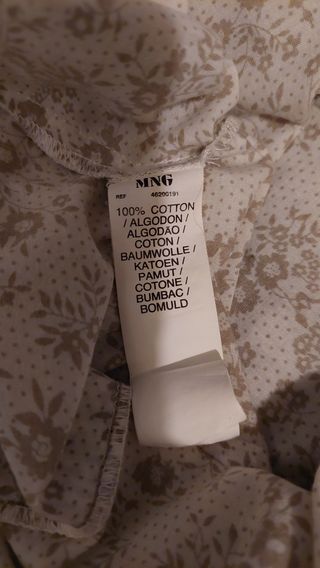 MNG
REF 46200191
100% COTTON
/ ALGODON /
ALGODAO /
COTON /
BAUMWOLLE /
KATOEN /
PAMUT /
COTONE /
BUMBAC /
BOMULD